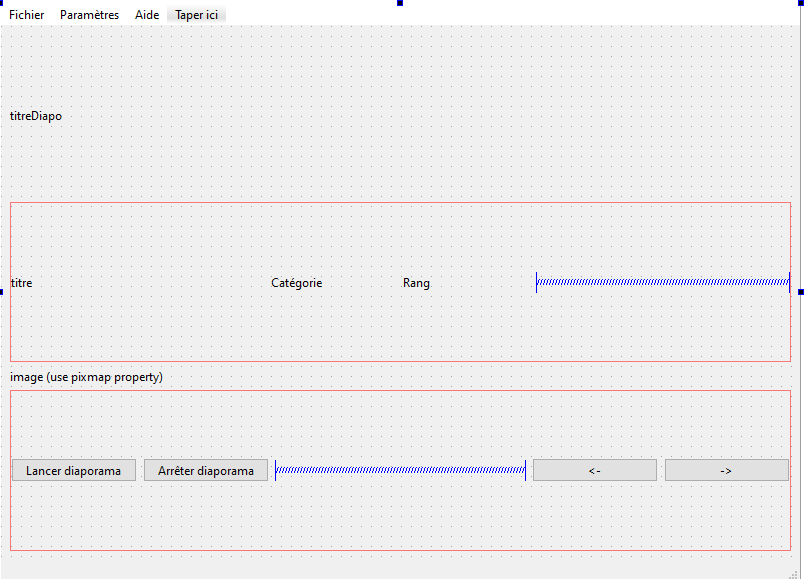 Fichier Paramètres Aide Taper ici
titreDiapo
titre Catégorie Rang
image (use pixmap property)
Lancer diaporama Arrêter diaporama <- ->